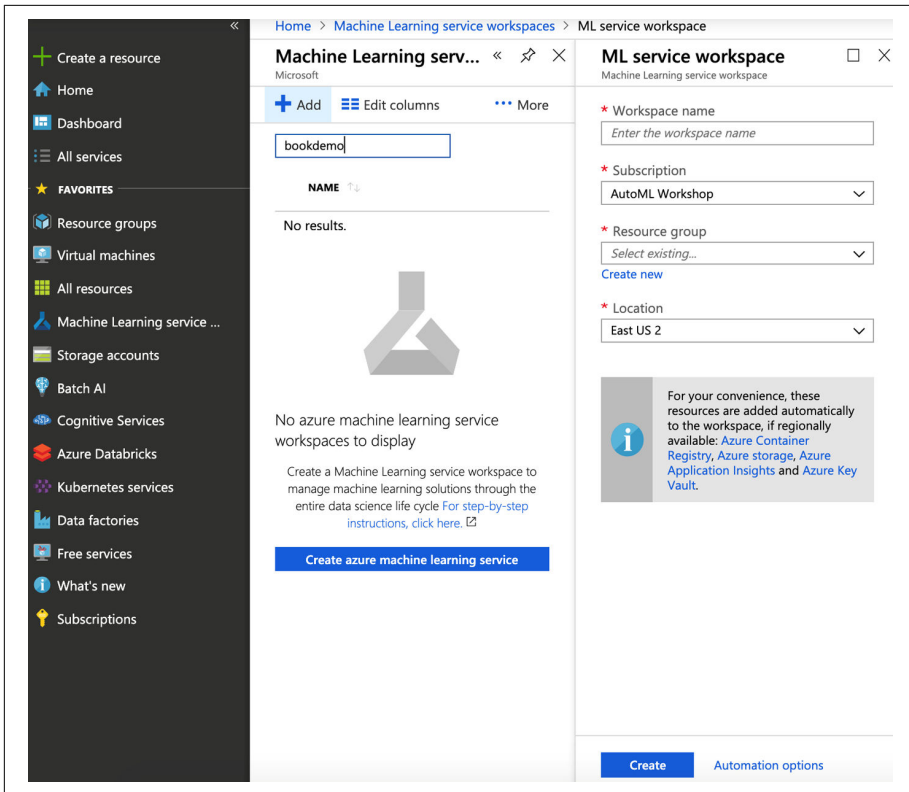 «
Create a resource
Home
Dashboard
All services
FAVORITES
Resource groups
Virtual machines
All resources
Machine Learning service ...
Storage accounts
Batch AI
Cognitive Services
Azure Databricks
Kubernetes services
Data factories
Free services
What's new
Subscriptions
Home > Machine Learning service workspaces > ML service workspace
Machine Learning serv... «
Microsoft
Add Edit columns ··· More
bookdemo
NAME ↑↓
No results.
No azure machine learning service
workspaces to display
Create a Machine Learning service workspace to
manage machine learning solutions through the
entire data science life cycle For step-by-step
instructions, click here.
Create azure machine learning service
ML service workspace
Machine Learning service workspace
* Workspace name
Enter the workspace name
* Subscription
AutoML Workshop
* Resource group
Select existing...
Create new
* Location
East US 2
For your convenience, these
resources are added automatically
to the workspace, if regionally
available: Azure Container
Registry, Azure storage, Azure
Application Insights and Azure Key
Vault.
Create Automation options